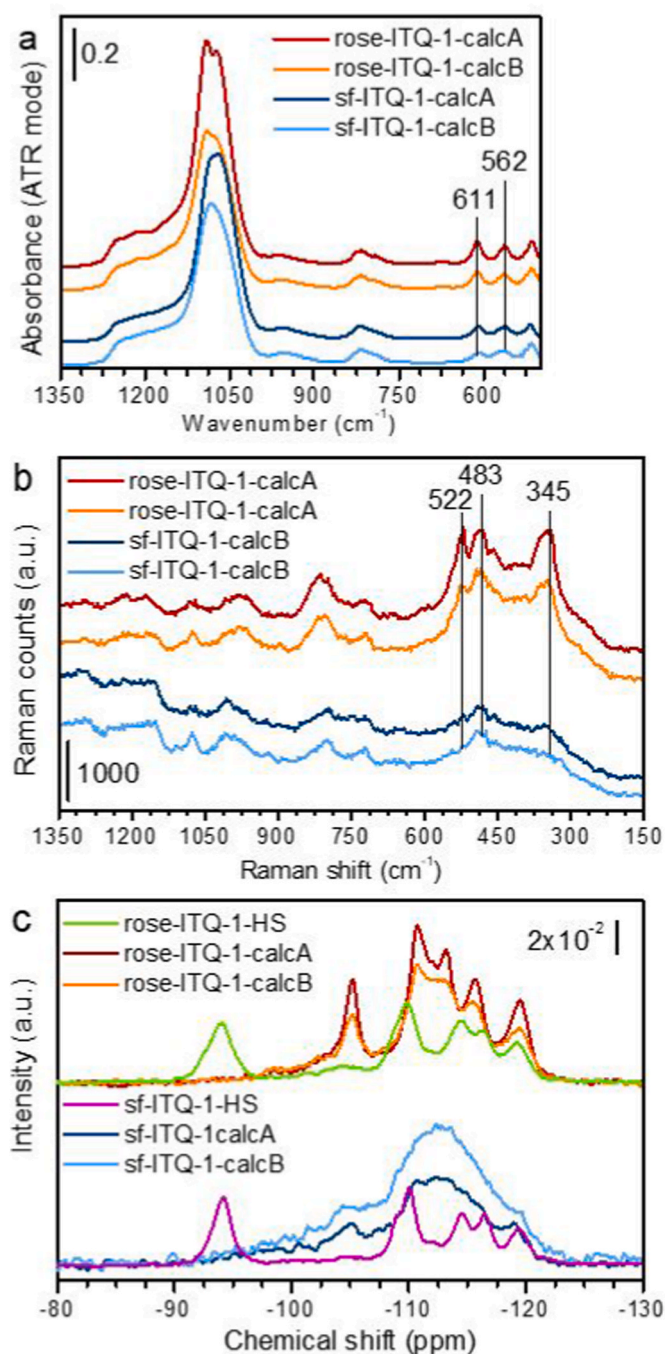 a
0.2
rose-ITQ-1-calcA
rose-ITQ-1-calcB
sf-ITQ-1-calcA
sf-ITQ-1-calcB
562
611
Absorbance (ATR mode)
1350 1200 1050 900 750 600
Wavenumber (cm⁻¹)
b
rose-ITQ-1-calcA
rose-ITQ-1-calcA
sf-ITQ-1-calcB
sf-ITQ-1-calcB
483
522
345
Raman counts (a.u.)
1000
1350 1200 1050 900 750 600 450 300 150
Raman shift (cm⁻¹)
c
rose-ITQ-1-HS
rose-ITQ-1-calcA
rose-ITQ-1-calcB
2x10⁻²
Intensity (a.u.)
sf-ITQ-1-HS
sf-ITQ-1calcA
sf-ITQ-1-calcB
-80 -90 -100 -110 -120 -130
Chemical shift (ppm)